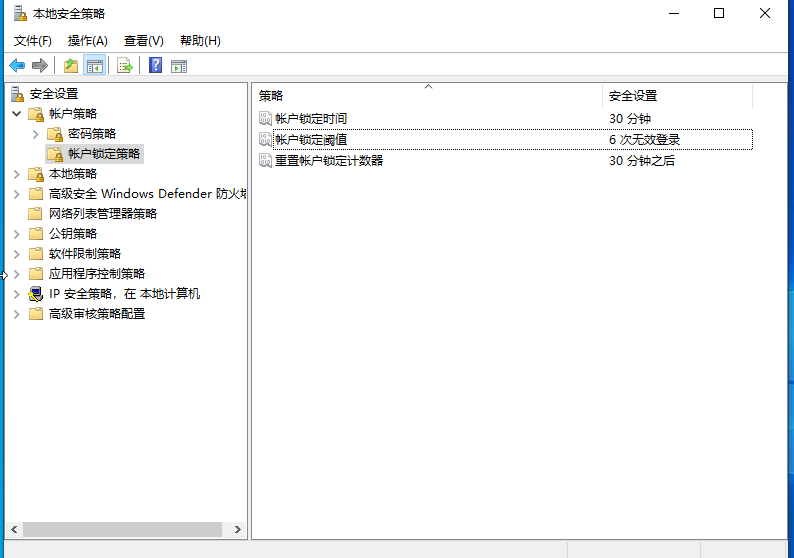 本地安全策略
文件(F) 操作(A) 查看(V) 帮助(H)
安全设置
帐户策略
密码策略
帐户锁定策略
本地策略
高级安全 Windows Defender 防火墙
网络列表管理器策略
公钥策略
软件限制策略
应用程序控制策略
IP 安全策略，在 本地计算机
高级审核策略配置
策略 安全设置
帐户锁定时间 30 分钟
帐户锁定阈值 6 次无效登录
重置帐户锁定计数器 30 分钟之后